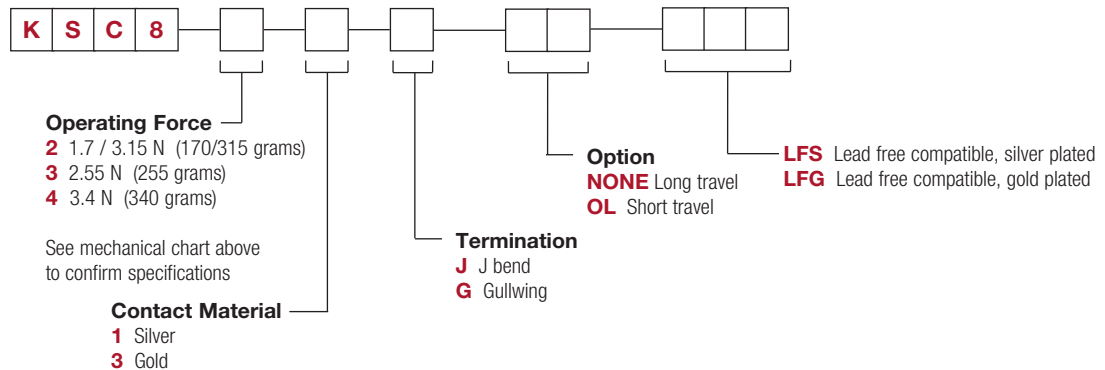 K S C 8
Operating Force
2 1.7 / 3.15 N (170/315 grams)
3 2.55 N (255 grams)
4 3.4 N (340 grams)
See mechanical chart above
to confirm specifications
Contact Material
1 Silver
3 Gold
Termination
J J bend
G Gullwing
Option
NONE Long travel
OL Short travel
LFS Lead free compatible, silver plated
LFG Lead free compatible, gold plated